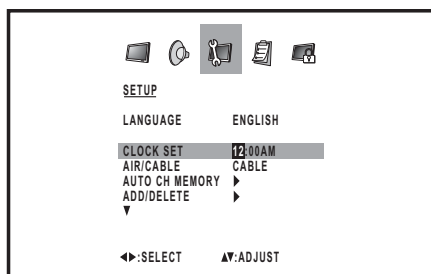 SETUP
LANGUAGE ENGLISH
CLOCK SET 12:00AM
AIR/CABLE CABLE
AUTO CH MEMORY ▶
ADD/DELETE ▶
▼
◀▶:SELECT ▲▼:ADJUST